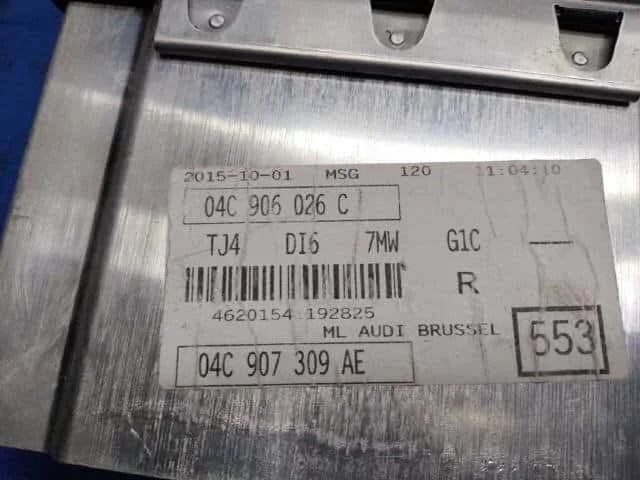 2015-10-01 MSG 120 11:04:10
04C 906 026 C
TJ4 DI6 7MW G1C —
R
4620154 192825
ML AUDI BRUSSEL
553
04C 907 309 AE